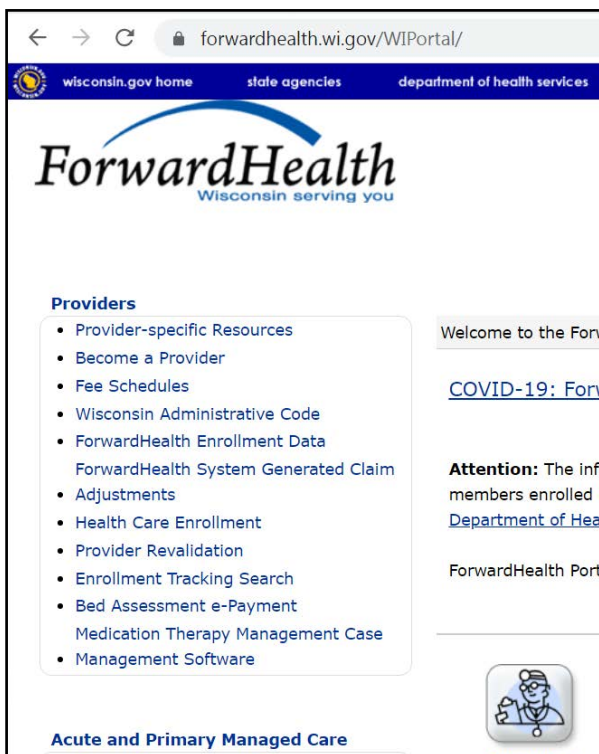 forwardhealth.wi.gov/WIPortal/
wisconsin.gov home state agencies department of health services
ForwardHealth
Wisconsin serving you
Providers
Provider-specific Resources
Become a Provider
Fee Schedules
Wisconsin Administrative Code
ForwardHealth Enrollment Data
ForwardHealth System Generated Claim
Adjustments
Health Care Enrollment
Provider Revalidation
Enrollment Tracking Search
Bed Assessment e-Payment
Medication Therapy Management Case
Management Software
Acute and Primary Managed Care
Welcome to the For
COVID-19: For
Attention: The inf
members enrolled
Department of Hea
ForwardHealth Port